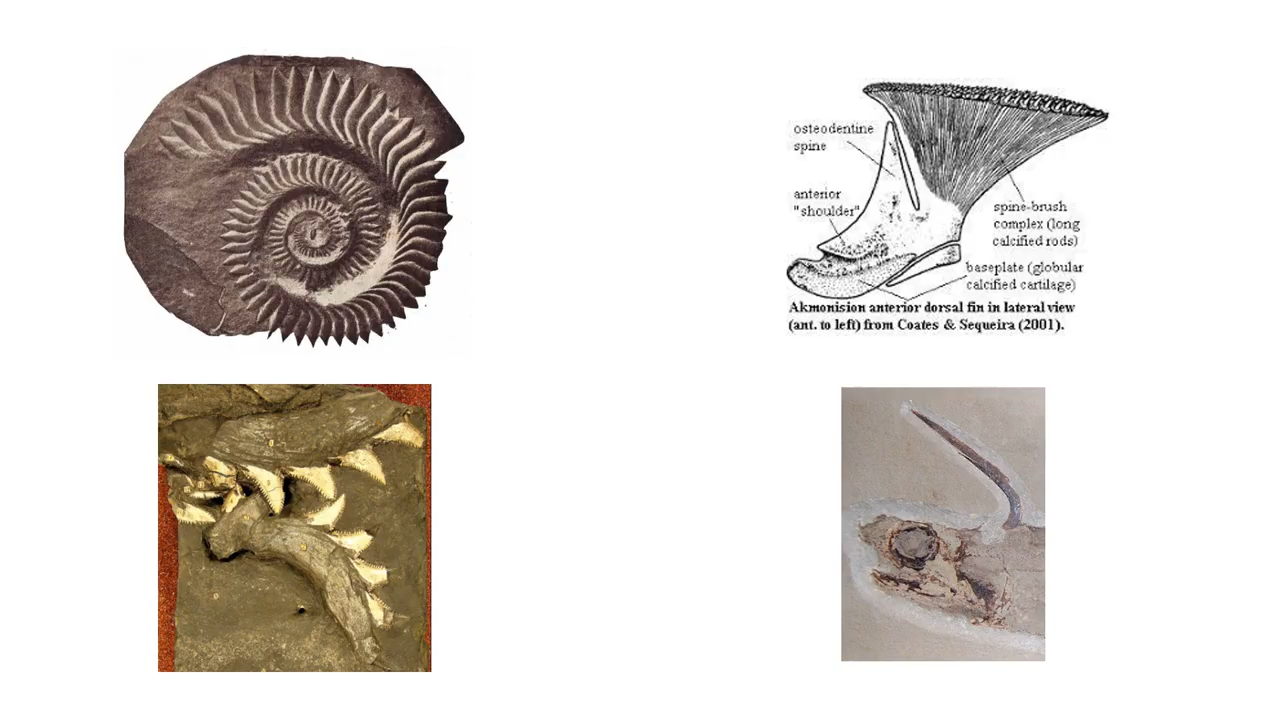 osteodentine
spine
anterior
"shoulder"
spine-brush
complex (long
calcified rods)
baseplate (globular
calcified cartilage)
Akmonision anterior dorsal fin in lateral view
(ant. to left) from Coates & Sequeira (2001).